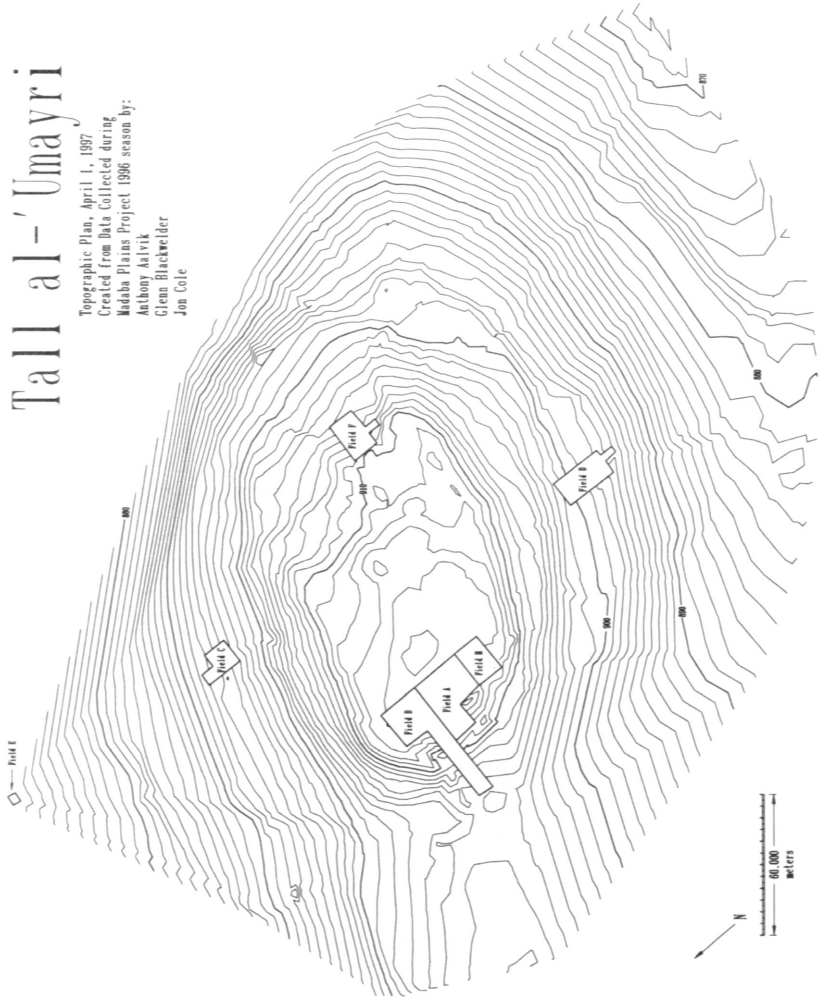 Tall al-'Umayri
Topographic Plan, April 1, 1997
Created from Data Collected during
Madaba Plains Project 1996 season by:
Anthony Aalvik
Glenn Blackwelder
Jon Cole
Field E
880
Field C
Field F
910
Field B
Field A
Field H
Field D
900
890
880
870
60.000
meters
N